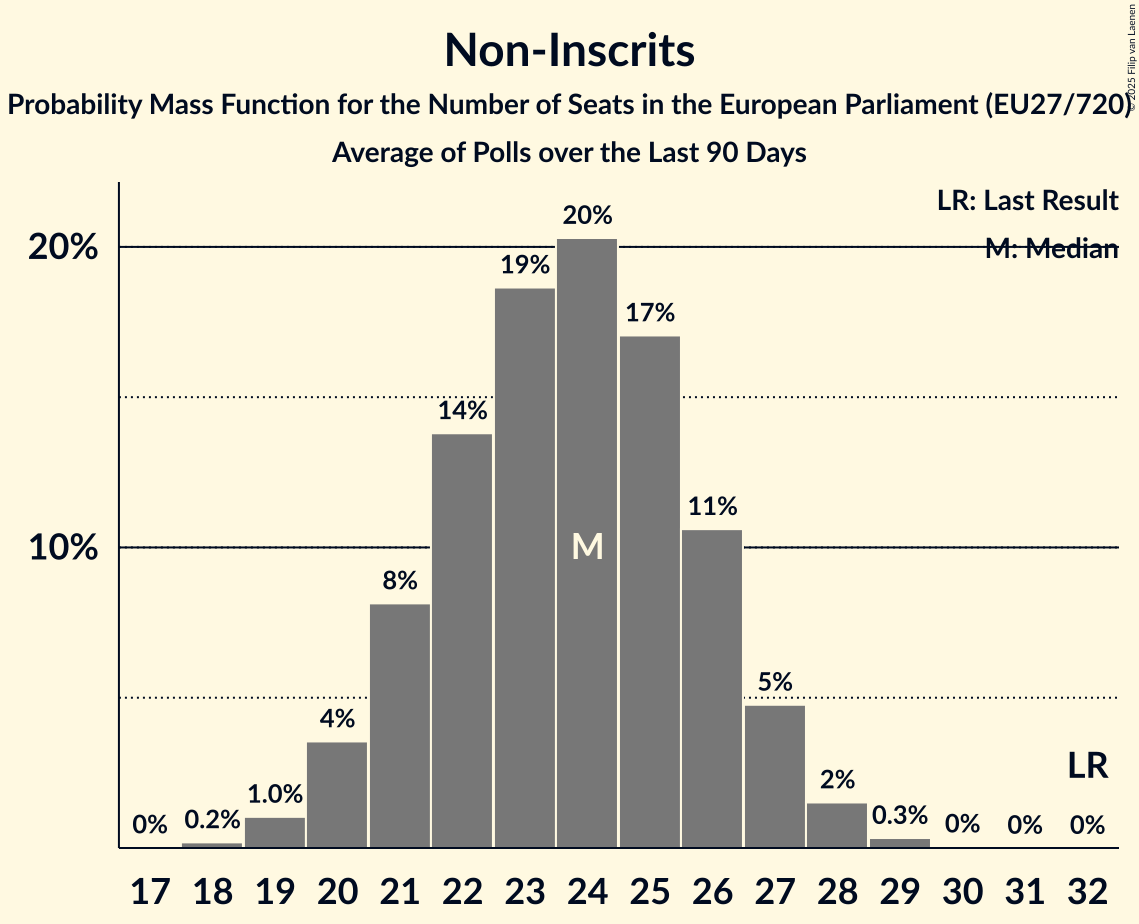 © 2025 Filip van Laenen
Non-Inscrits
Probability Mass Function for the Number of Seats in the European Parliament (EU27/720)
Average of Polls over the Last 90 Days
LR: Last Result
M: Median
20%
10%
0%
0.2%
1.0%
4%
8%
14%
19%
20%
17%
11%
5%
2%
0.3%
0%
0%
0%
M
LR
17 18 19 20 21 22 23 24 25 26 27 28 29 30 31 32